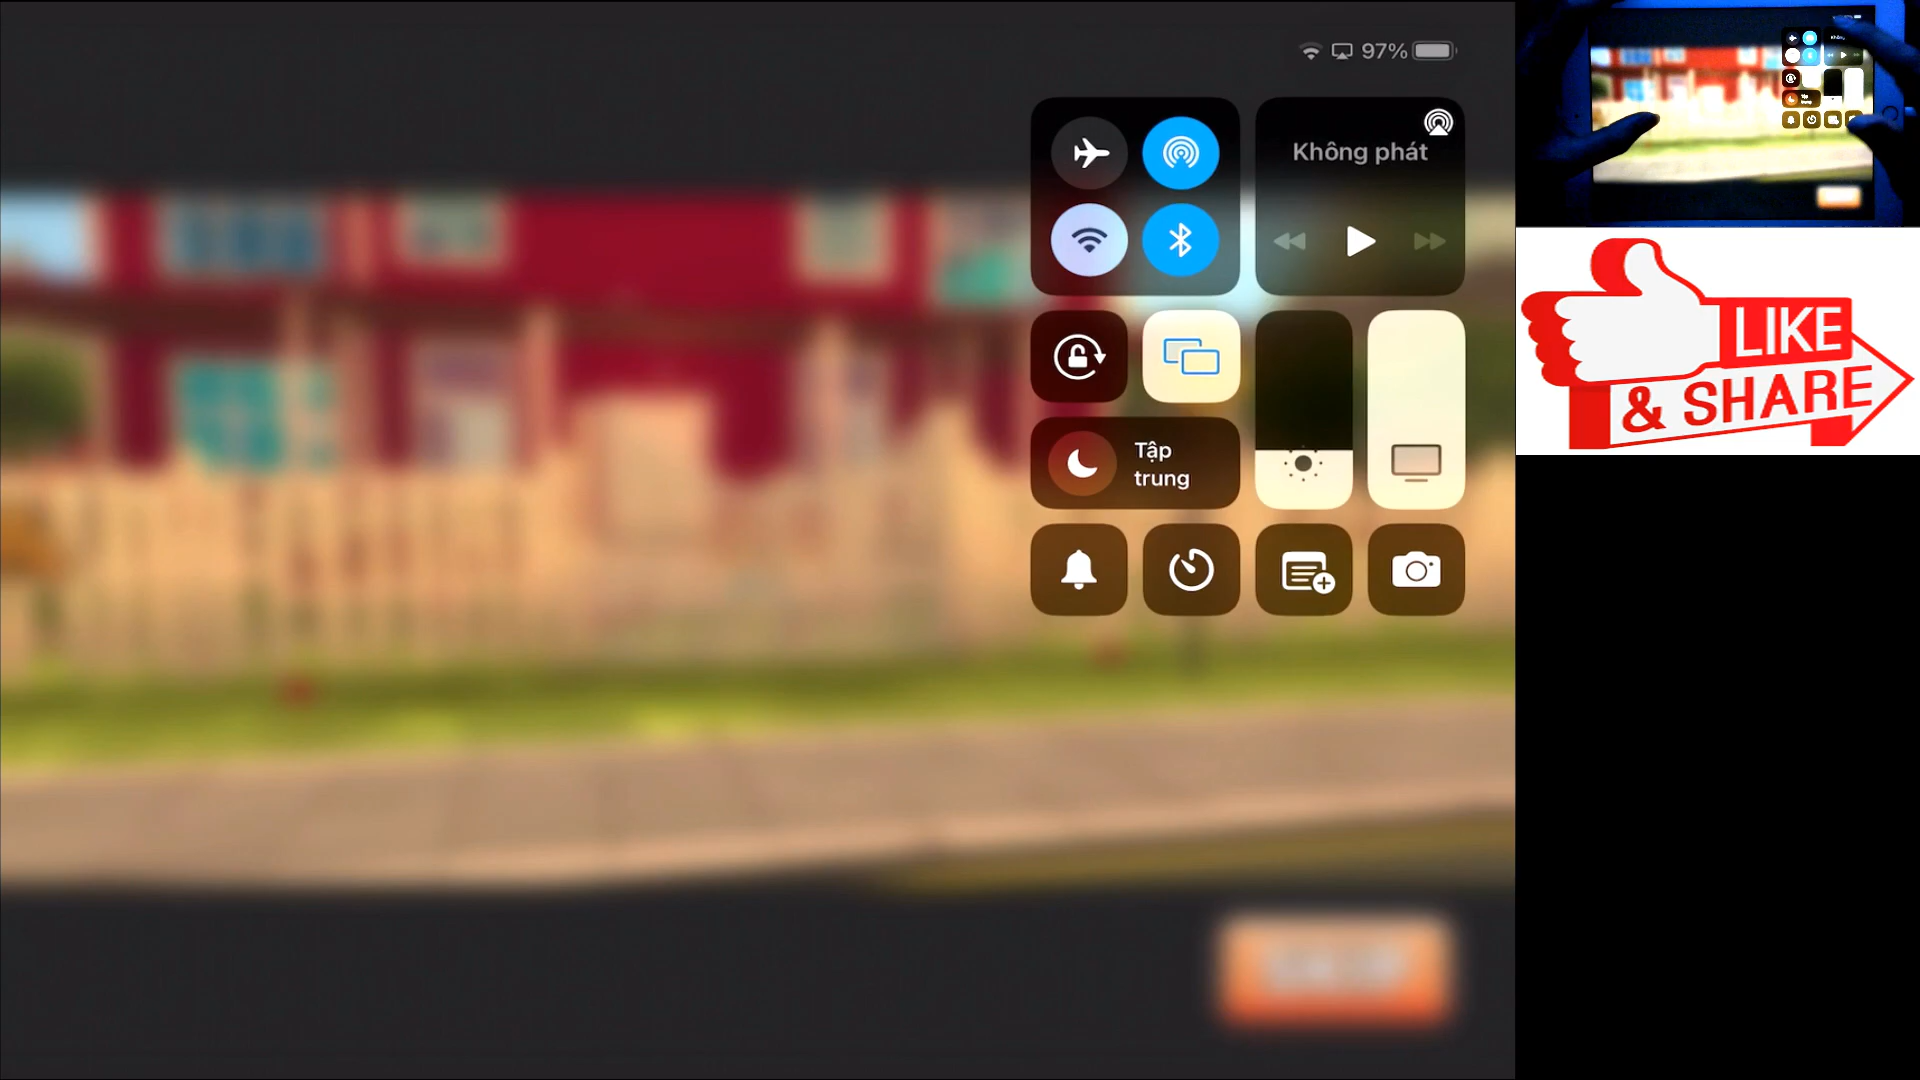 97%
Không phát
Tập
trung
LIKE
& SHARE